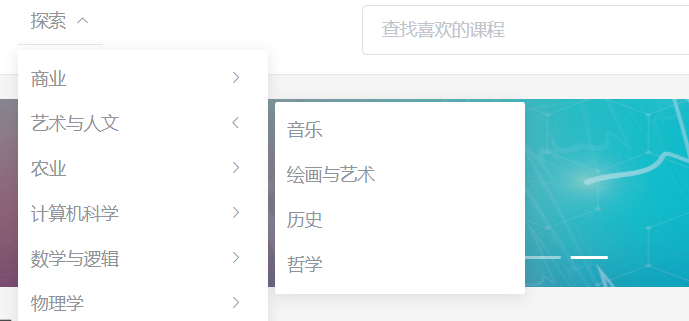 探索
查找喜欢的课程
商业
艺术与人文
农业
计算机科学
数学与逻辑
物理学
音乐
绘画与艺术
历史
哲学